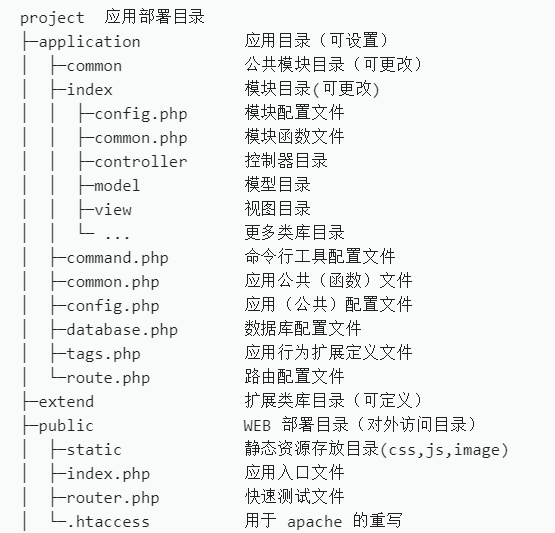 project  应用部署目录
├─application           应用目录（可设置）
│  ├─common             公共模块目录（可更改）
│  ├─index              模块目录(可更改)
│  │  ├─config.php      模块配置文件
│  │  ├─common.php      模块函数文件
│  │  ├─controller      控制器目录
│  │  ├─model           模型目录
│  │  ├─view            视图目录
│  │  └─ ...            更多类库目录
│  ├─command.php        命令行工具配置文件
│  ├─common.php         应用公共（函数）文件
│  ├─config.php         应用（公共）配置文件
│  ├─database.php       数据库配置文件
│  ├─tags.php           应用行为扩展定义文件
│  └─route.php          路由配置文件
├─extend                扩展类库目录（可定义）
├─public                WEB 部署目录（对外访问目录）
│  ├─static             静态资源存放目录(css,js,image)
│  ├─index.php          应用入口文件
│  ├─router.php         快速测试文件
│  └─.htaccess          用于 apache 的重写